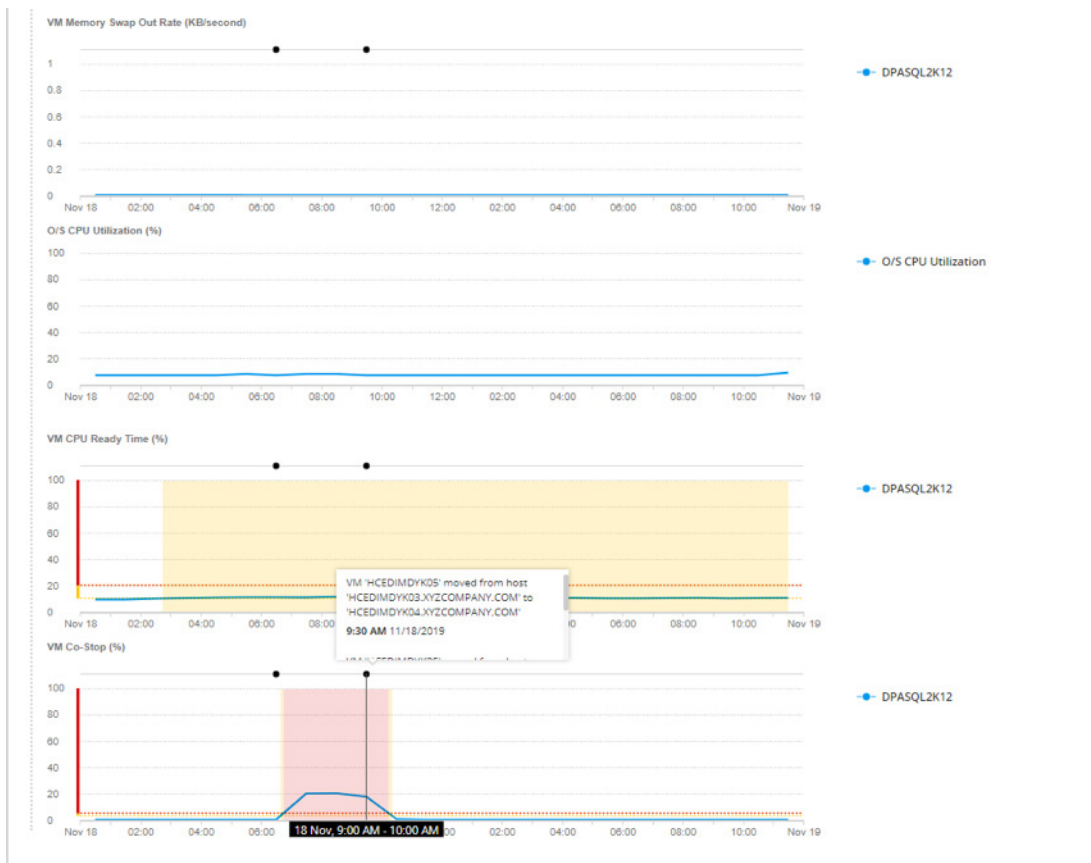 VM Memory Swap Out Rate (KB/second)
1
0.8
0.6
0.4
0.2
0
Nov 18 02:00 04:00 06:00 08:00 10:00 12:00 02:00 04:00 06:00 08:00 10:00 Nov 19
DPASQL2K12
O/S CPU Utilization (%)
100
80
60
40
20
0
Nov 18 02:00 04:00 06:00 08:00 10:00 12:00 02:00 04:00 06:00 08:00 10:00 Nov 19
O/S CPU Utilization
VM CPU Ready Time (%)
100
80
60
40
20
0
Nov 18 02:00 04:00 06:00 08:00 04:00 06:00 08:00 10:00 Nov 19
DPASQL2K12
VM 'HCEDIMDYK05' moved from host
'HCEDIMDYK03.XYZCOMPANY.COM' to
'HCEDIMDYK04.XYZCOMPANY.COM'
9:30 AM 11/18/2019
VM Co-Stop (%)
100
80
60
40
20
0
Nov 18 02:00 04:00 06:00 02:00 04:00 06:00 08:00 10:00 Nov 19
18 Nov, 9:00 AM - 10:00 AM
DPASQL2K12